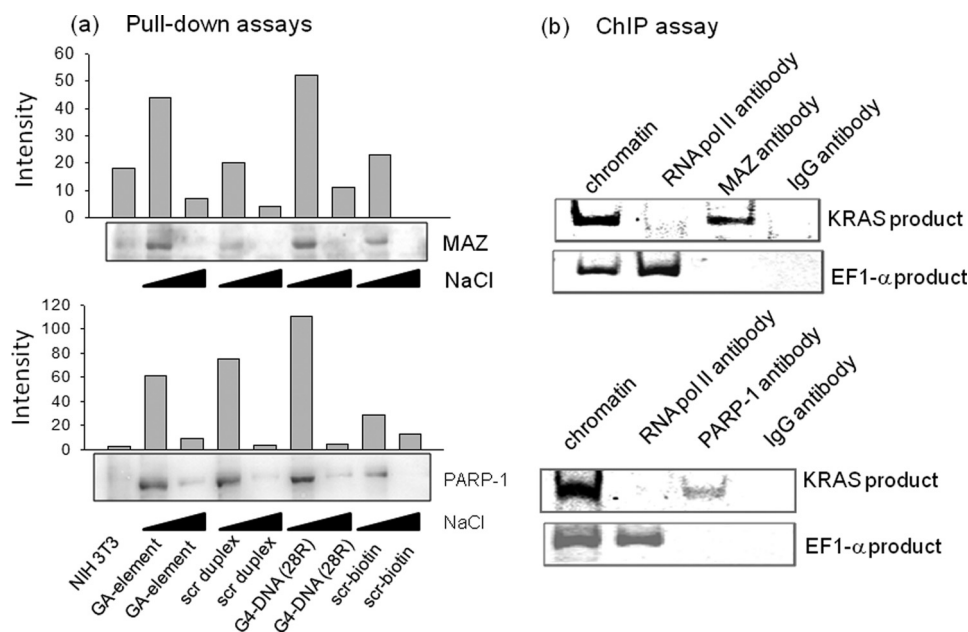 (a) Pull-down assays
60
50
40
30
20
10
0
Intensity
MAZ
NaCl
120
100
80
60
40
20
0
Intensity
PARP-1
NaCl
NIH 3T3
GA-element
GA-element
scr duplex
scr duplex
G4-DNA (28R)
G4-DNA (28R)
scr-biotin
scr-biotin
(b) ChIP assay
chromatin
RNA pol II antibody
MAZ antibody
IgG antibody
KRAS product
EF1-α product
chromatin
RNA pol II antibody
PARP-1 antibody
IgG antibody
KRAS product
EF1-α product